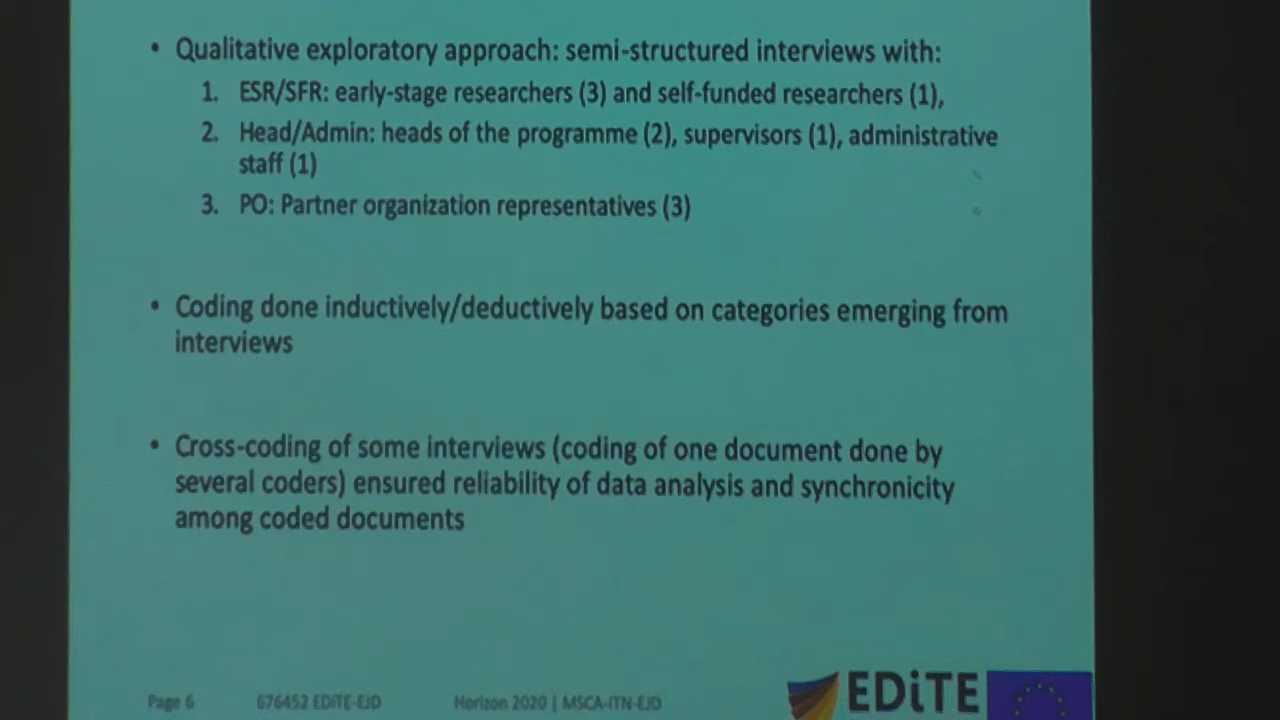 • Qualitative exploratory approach: semi-structured interviews with:
1. ESR/SFR: early-stage researchers (3) and self-funded researchers (1),
2. Head/Admin: heads of the programme (2), supervisors (1), administrative
staff (1)
3. PO: Partner organization representatives (3)
• Coding done inductively/deductively based on categories emerging from
interviews
• Cross-coding of some interviews (coding of one document done by
several coders) ensured reliability of data analysis and synchronicity
among coded documents
Page 6 676452 EDITE-EJD Horizon 2020 | MSCA-ITN-EJD
EDiTE